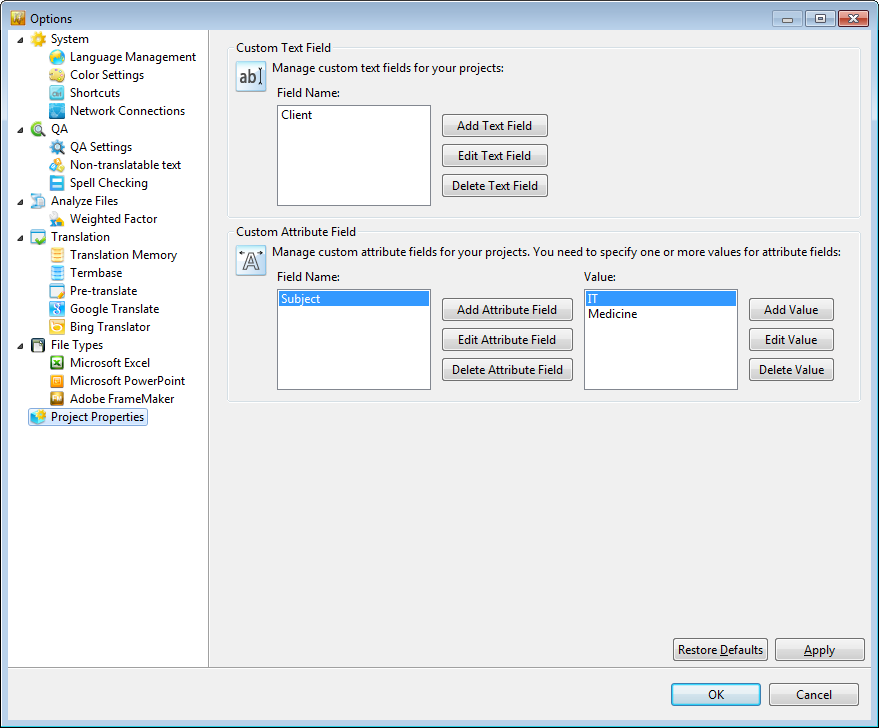 Options
System
Language Management
Color Settings
Shortcuts
Network Connections
QA
QA Settings
Non-translatable text
Spell Checking
Analyze Files
Weighted Factor
Translation
Translation Memory
Termbase
Pre-translate
Google Translate
Bing Translator
File Types
Microsoft Excel
Microsoft PowerPoint
Adobe FrameMaker
Project Properties
Custom Text Field
ab
Manage custom text fields for your projects:
Field Name:
Client
Add Text Field
Edit Text Field
Delete Text Field
Custom Attribute Field
A
Manage custom attribute fields for your projects. You need to specify one or more values for attribute fields:
Field Name:
Subject
Add Attribute Field
Edit Attribute Field
Delete Attribute Field
Value:
IT
Medicine
Add Value
Edit Value
Delete Value
Restore Defaults
Apply
OK
Cancel